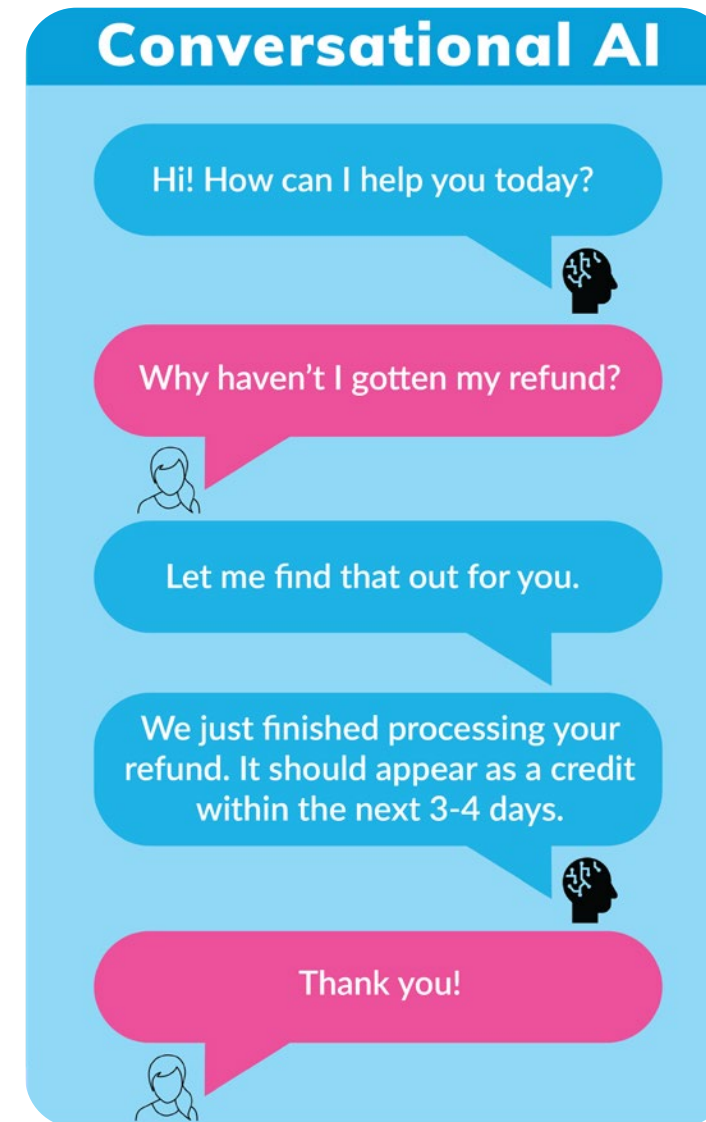 Conversational AI
Hi! How can I help you today?
Why haven’t I gotten my refund?
Let me find that out for you.
We just finished processing your
refund. It should appear as a credit
within the next 3-4 days.
Thank you!